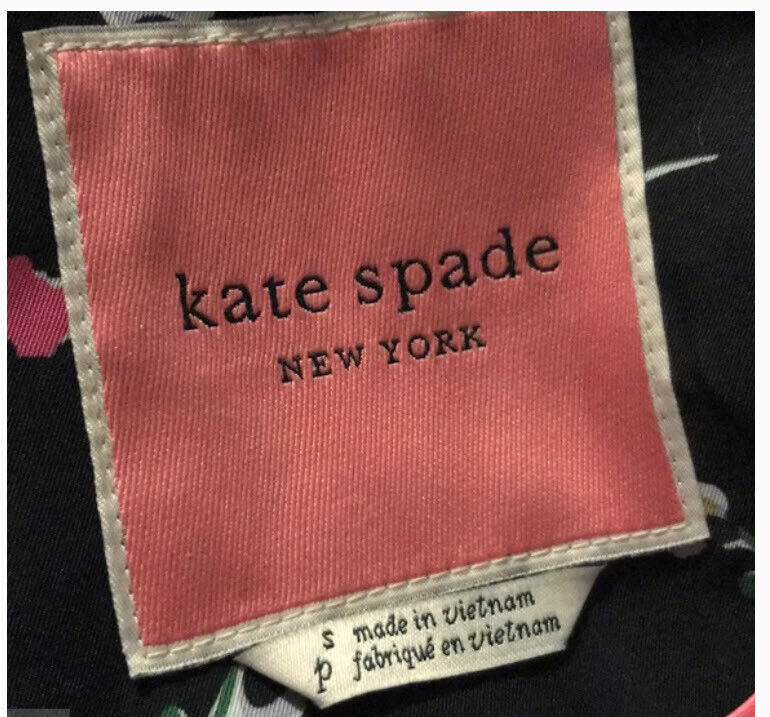 kate spade
NEW YORK
s made in vietnam
p fabriqué en vietnam